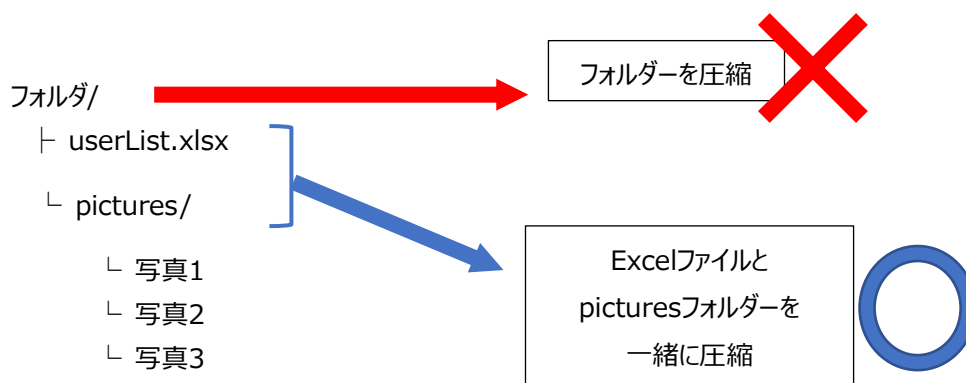 フォルダーを圧縮
フォルダ/
├ userList.xlsx
└ pictures/
└ 写真1
└ 写真2
└ 写真3
Excelファイルと
picturesフォルダーを
一緒に圧縮